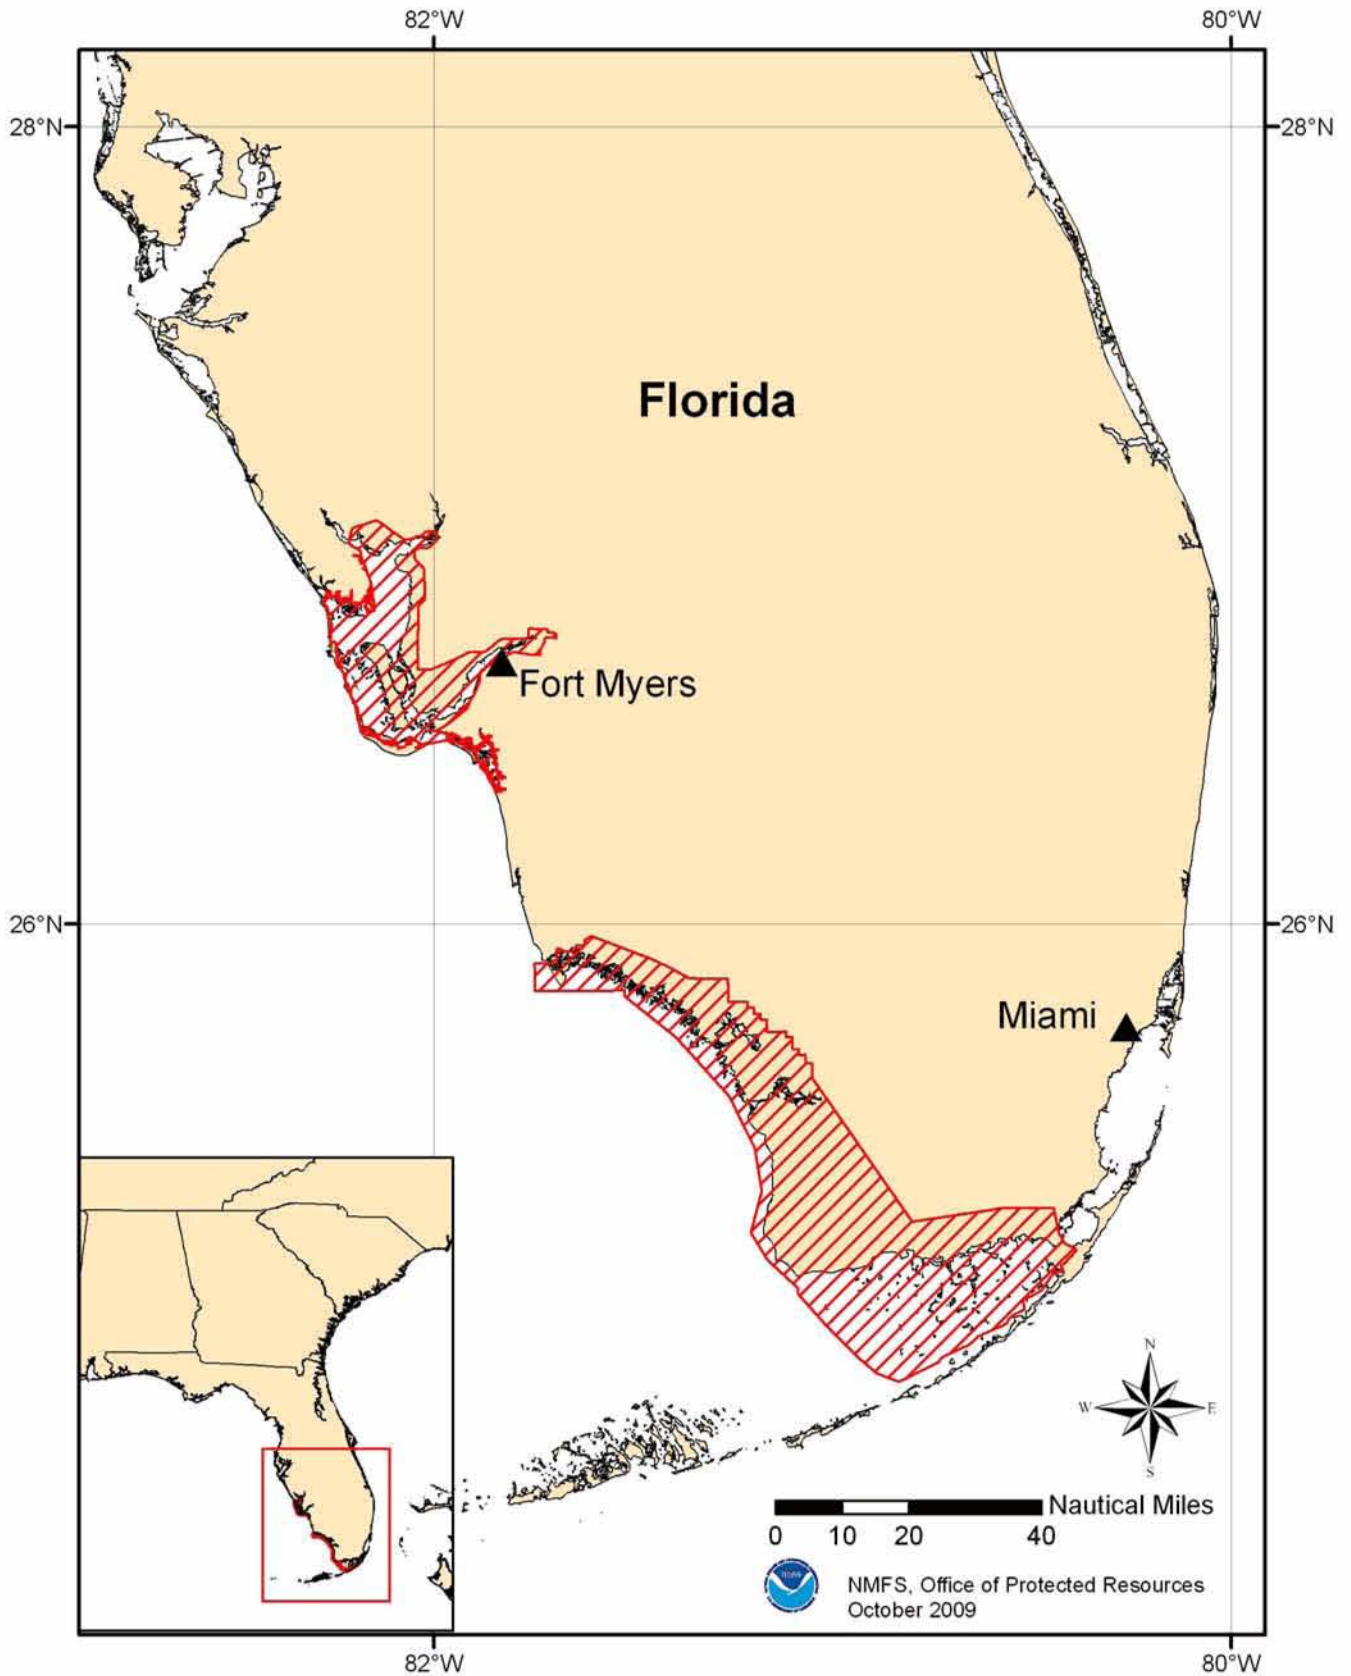 82°W 80°W
28°N 28°N
Florida
Fort Myers
26°N 26°N
Miami
N
W E
S
Nautical Miles
0 10 20 40
NOAA
NMFS, Office of Protected Resources
October 2009
82°W 80°W